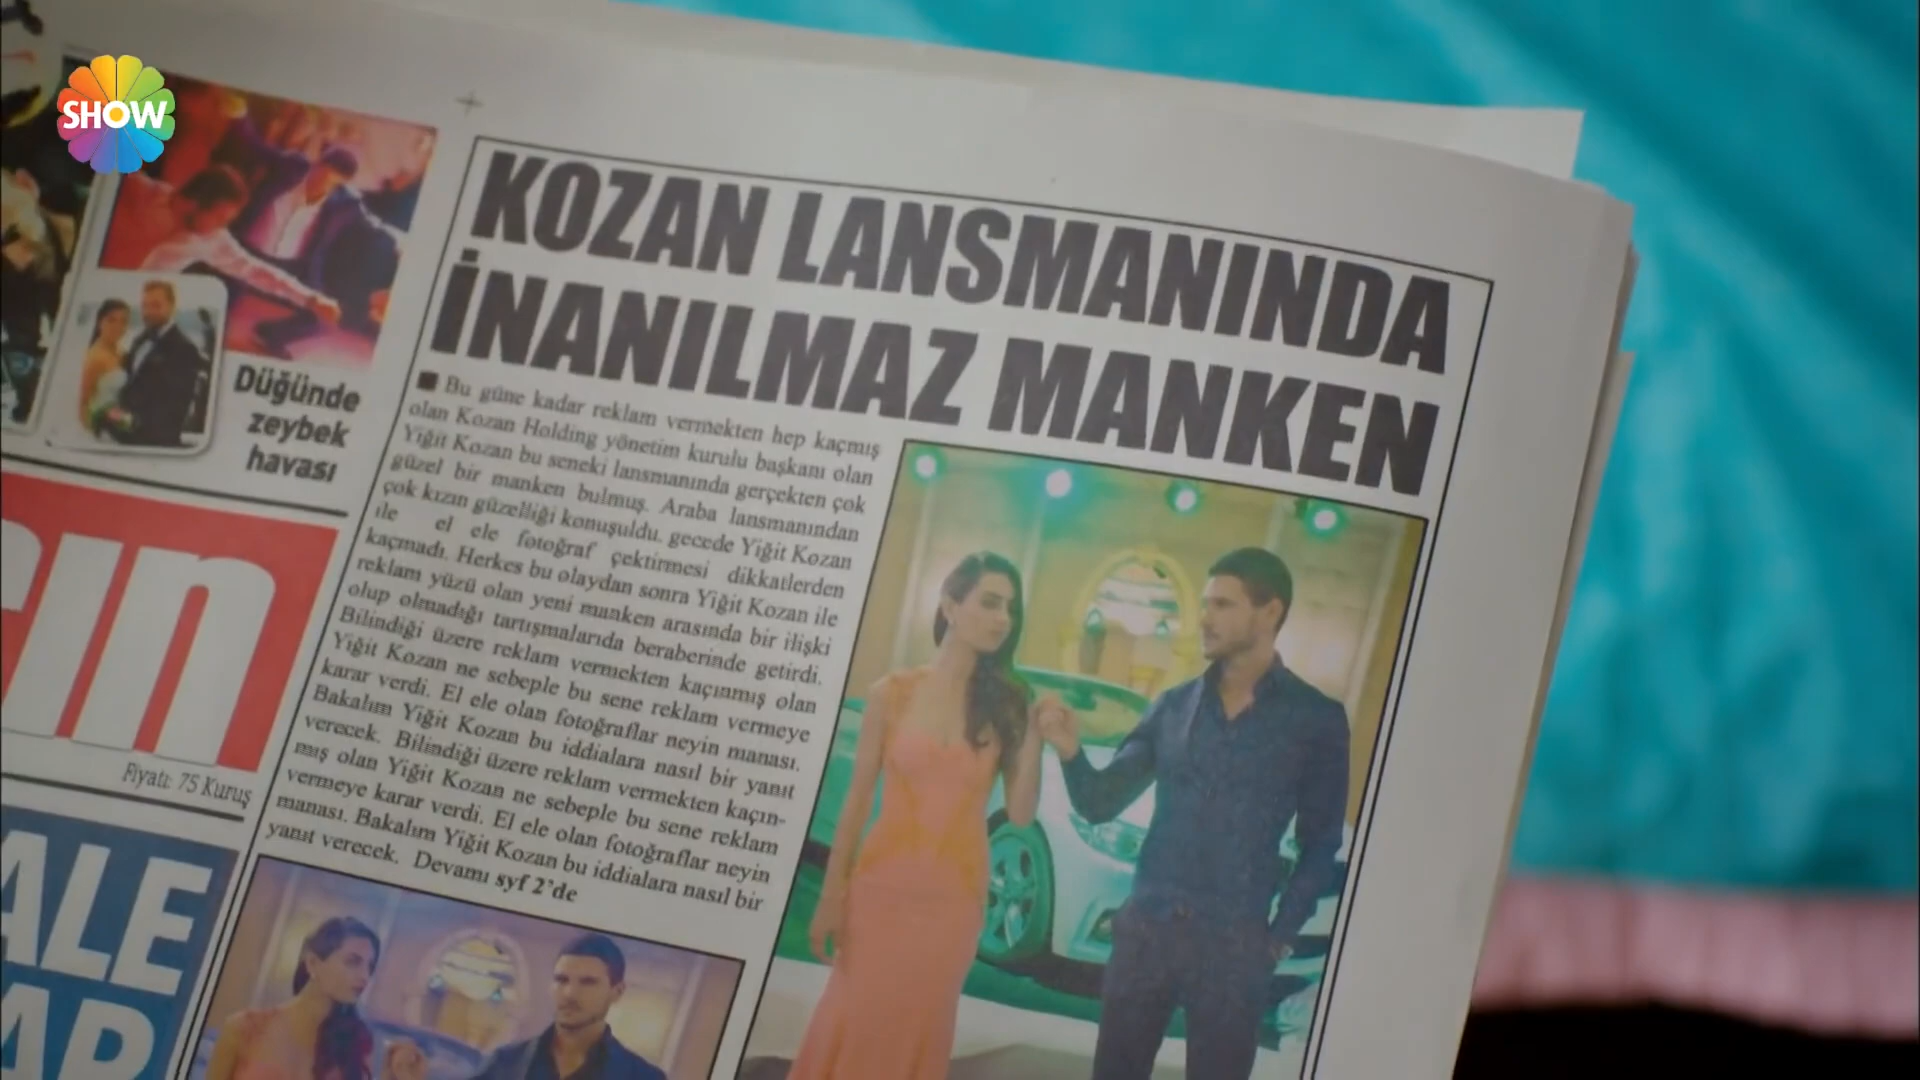 SHOW
Düğünde
zeybek
havası
ın
Fiyatı: 75 Kuruş
ALE
AR
KOZAN LANSMANINDA
İNANILMAZ MANKEN
Bu güne kadar reklam vermekten hep kaçmış
olan Kozan Holding yönetim kurulu başkanı olan
Yiğit Kozan bu seneki lansmanında gerçekten çok
güzel bir manken bulmuş. Araba lansmanından
çok kızın güzelliği konuşuldu. gecede Yiğit Kozan
ile el ele fotoğraf çektirmesi dikkatlerden
kaçmadı. Herkes bu olaydan sonra Yiğit Kozan ile
reklam yüzü olan yeni manken arasında bir ilişki
olup olmadığı tartışmalarıda beraberinde getirdi.
Bilindiği üzere reklam vermekten kaçınmış olan
Yiğit Kozan ne sebeple bu sene reklam vermeye
karar verdi. El ele olan fotoğraflar neyin manası.
Bakalım Yiğit Kozan bu iddialara nasıl bir yanıt
verecek. Bilindiği üzere reklam vermekten kaçın-
mış olan Yiğit Kozan ne sebeple bu sene reklam
vermeye karar verdi. El ele olan fotoğraflar neyin
manası. Bakalım Yiğit Kozan bu iddialara nasıl bir
yanıt verecek. Devamı syf 2'de